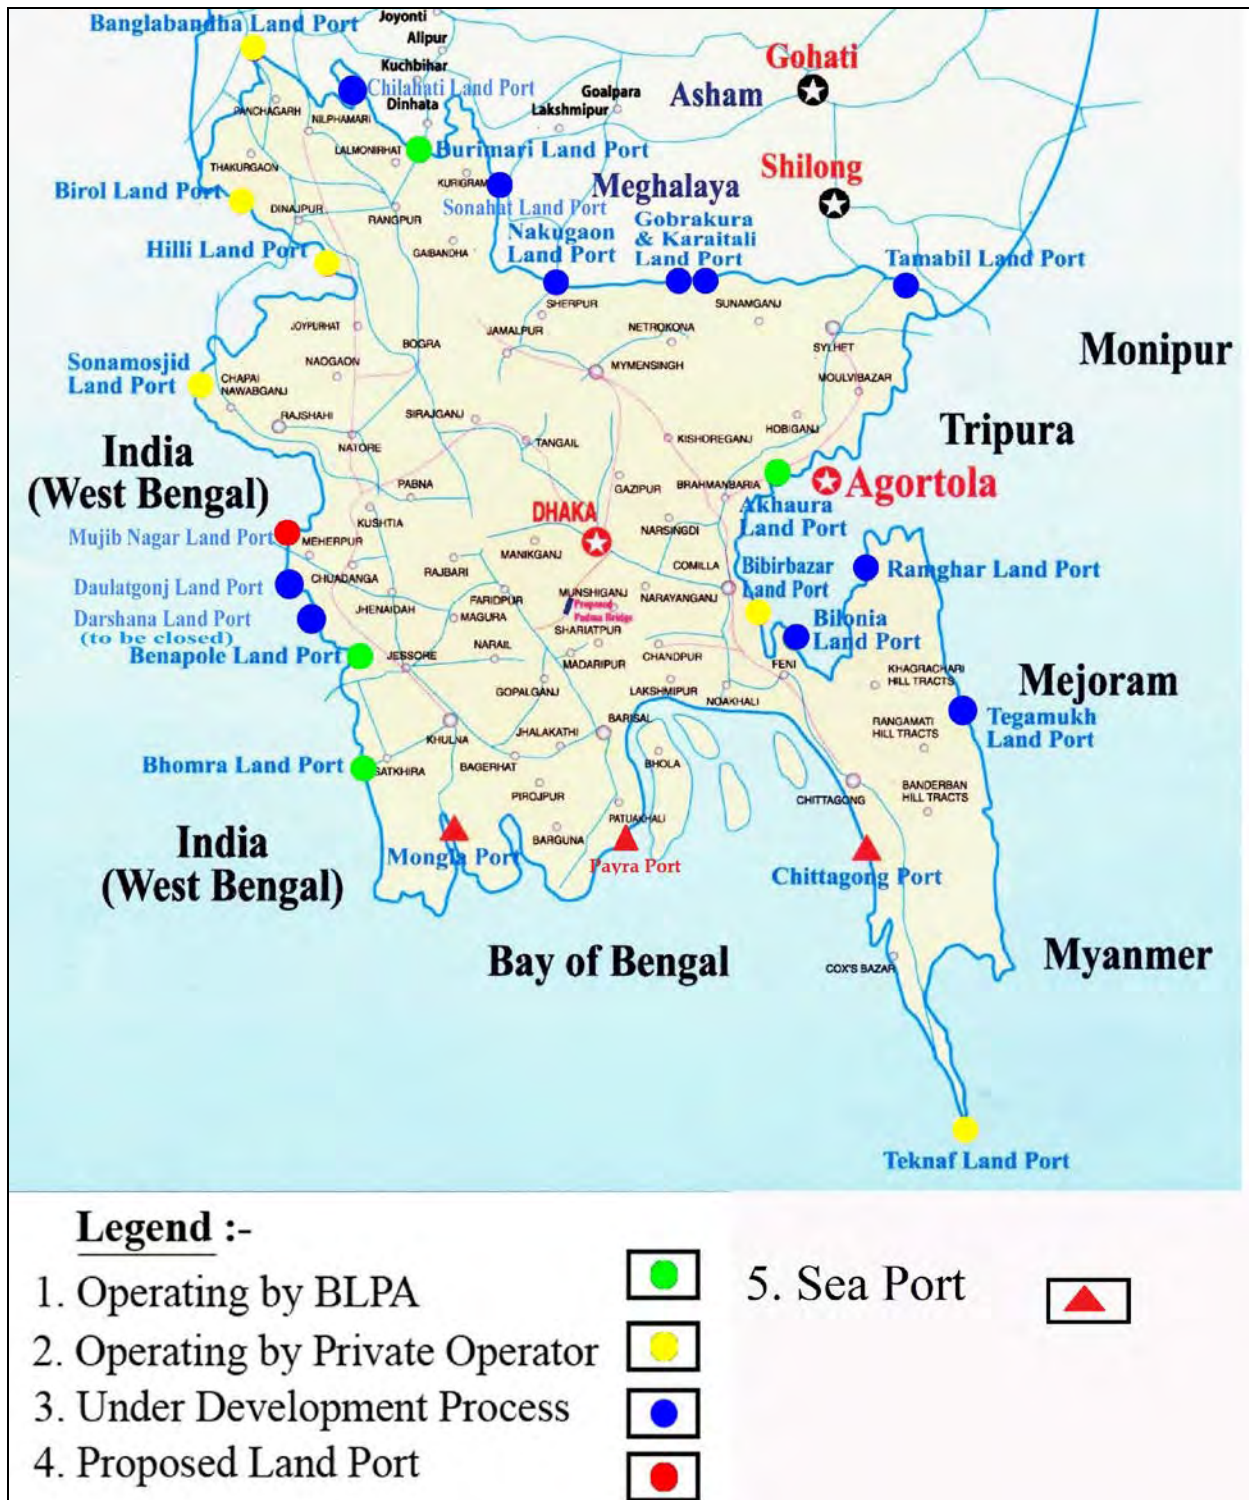 Joyonti
Banglabandha Land Port
Alipur
Gohati
Kuchbihar
Chilahati Land Port
Goalpara
Asham
Dinhata
Lakshmipur
PANCHAGARH
NILPHAMARI
LALMONIRHAT
Burimari Land Port
THAKURGAON
Shilong
KURIGRAM
Meghalaya
Birol Land Port
DINAJPUR
RANGPUR
Sonahat Land Port
Gobrakura
& Karaitali
Land Port
Nakugaon
Land Port
Hilli Land Port
GAIBANDHA
Tamabil Land Port
SHERPUR
SUNAMGANJ
JOYPURHAT
JAMALPUR
NETROKONA
BOGRA
SYLHET
Monipur
NAOGAON
MYMENSINGH
Sonamosjid
Land Port
CHAPAI
NAWABGANJ
MOULVIBAZAR
RAJSHAHI
SIRAJGANJ
HOBIGANJ
Tripura
NATORE
TANGAIL
KISHOREGANJ
India
(West Bengal)
PABNA
GAZIPUR
BRAHMANBARIA
Agortola
KUSHTIA
DHAKA
NARSINGDI
Akhaura
Land Port
Mujib Nagar Land Port
MEHERPUR
MANIKGANJ
COMILLA
Bibirbazar
Land Port
Ramghar Land Port
RAJBARI
CHUADANGA
Daulatgonj Land Port
FARIDPUR
MUNSHIGANJ
NARAYANGANJ
JHENAIDAH
Proposed
Padma Bridge
Darshana Land Port
(to be closed)
MAGURA
SHARIATPUR
Bilonia
Land Port
Benapole Land Port
JESSORE
NARAIL
MADARIPUR
CHANDPUR
FENI
KHAGRACHARI
HILL TRACTS
Mejoram
GOPALGANJ
LAKSHMIPUR
NOAKHALI
BARISAL
RANGAMATI
HILL TRACTS
Tegamukh
Land Port
KHULNA
JHALAKATHI
Bhomra Land Port
SATKHIRA
BAGERHAT
BHOLA
PIROJPUR
CHITTAGONG
BANDERBAN
HILL TRACTS
PATUAKHALI
BARGUNA
India
(West Bengal)
Mongla Port
Payra Port
Chittagong Port
Bay of Bengal
COX'S BAZAR
Myanmer
Teknaf Land Port
Legend :-
1. Operating by BLPA
5. Sea Port
2. Operating by Private Operator
3. Under Development Process
4. Proposed Land Port